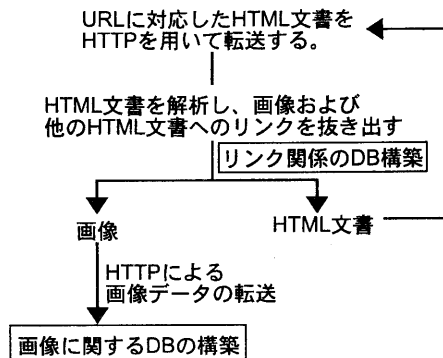 URLに対応したHTML文書を
HTTPを用いて転送する。
HTML文書を解析し、画像および
他のHTML文書へのリンクを抜き出す
リンク関係のDB構築
画像
HTML文書
HTTPによる
画像データの転送
画像に関するDBの構築